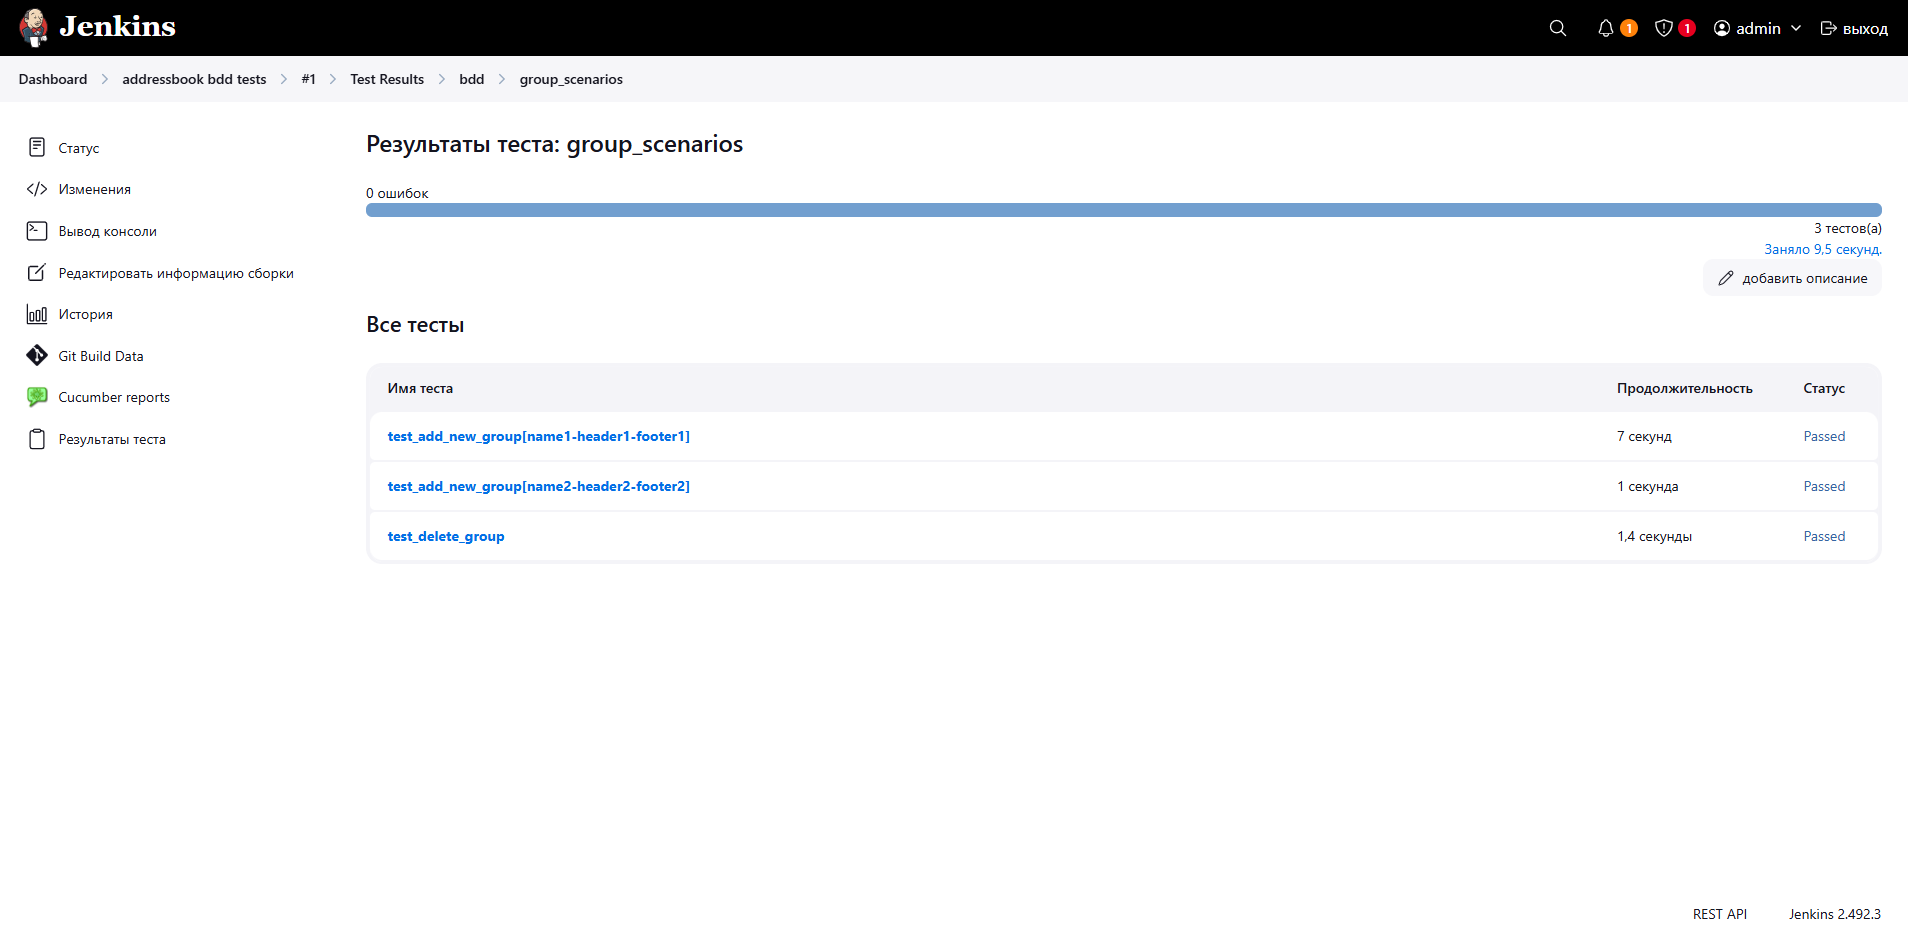 Jenkins
1
1
admin
выход
Dashboard
addressbook bdd tests
#1
Test Results
bdd
group_scenarios
Статус
Изменения
Вывод консоли
Редактировать информацию сборки
История
Git Build Data
Cucumber reports
Результаты теста
Результаты теста: group_scenarios
0 ошибок
3 тестов(а)
Заняло 9,5 секунд.
добавить описание
Все тесты
Имя теста Продолжительность Статус
test_add_new_group[name1-header1-footer1] 7 секунд Passed
test_add_new_group[name2-header2-footer2] 1 секунда Passed
test_delete_group 1,4 секунды Passed
REST API Jenkins 2.492.3